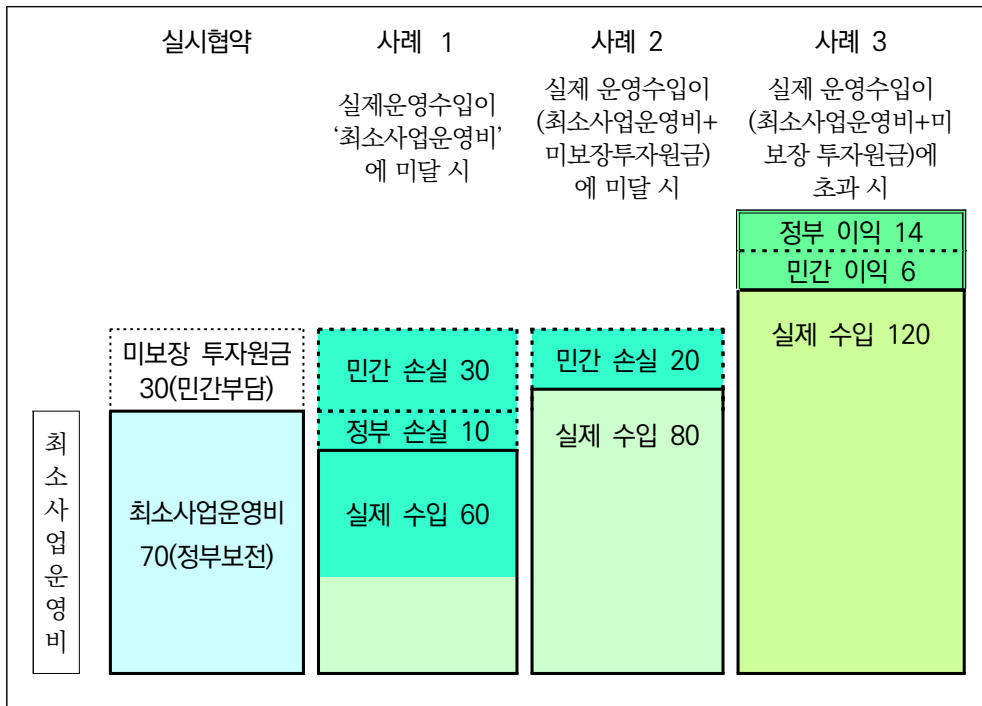 실시협약
사례 1
실제운영수입이
‘최소사업운영비’
에 미달 시
사례 2
실제 운영수입이
(최소사업운영비+
미보장투자원금)
에 미달 시
사례 3
실제 운영수입이
(최소사업운영비+미
보장 투자원금)에
초과 시
최소사업운영비
미보장 투자원금
30(민간부담)
최소사업운영비
70(정부보전)
민간 손실 30
정부 손실 10
실제 수입 60
민간 손실 20
실제 수입 80
정부 이익 14
민간 이익 6
실제 수입 120